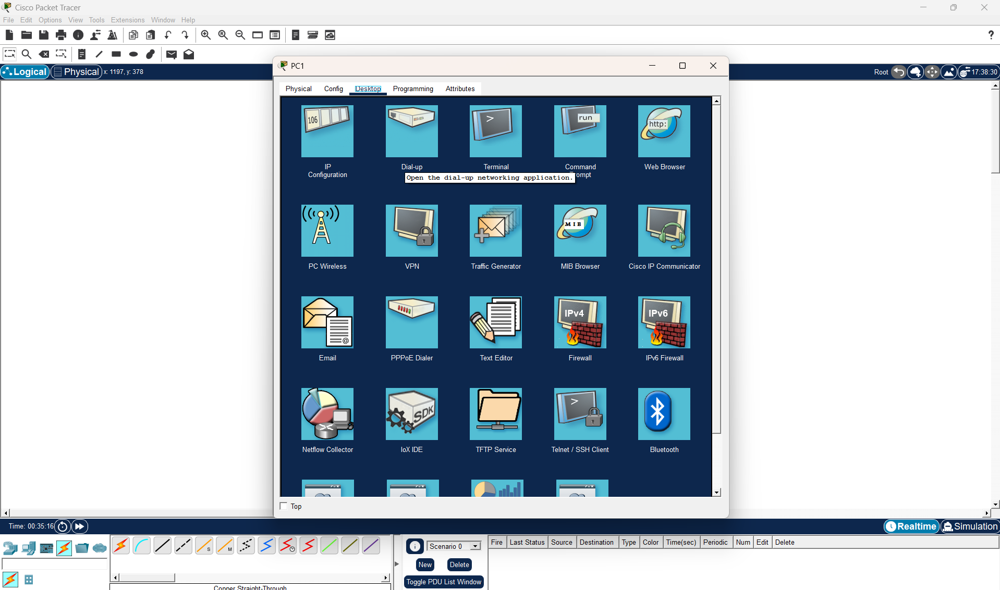 Cisco Packet Tracer
File Edit Options View Tools Extensions Window Help
?
Logical Physical x: 1197, y: 378
Root 17:38:30
PC1
Physical Config Desktop Programming Attributes
106
>
run
http:
IP Configuration
Dial-up
Terminal
Command
ompt
Web Browser
Open the dial-up networking application.
MIB
PC Wireless
VPN
Traffic Generator
MIB Browser
Cisco IP Communicator
@
IPv4
IPv6
Email
PPPoE Dialer
Text Editor
Firewall
IPv6 Firewall
SDK
>
Netflow Collector
IoX IDE
TFTP Service
Telnet / SSH Client
Bluetooth
Top
Time: 00:35:16
Realtime Simulation
S
M
Scenario 0
New Delete
Toggle PDU List Window
Fire Last Status Source Destination Type Color Time(sec) Periodic Num Edit Delete
Copper Straight-Through